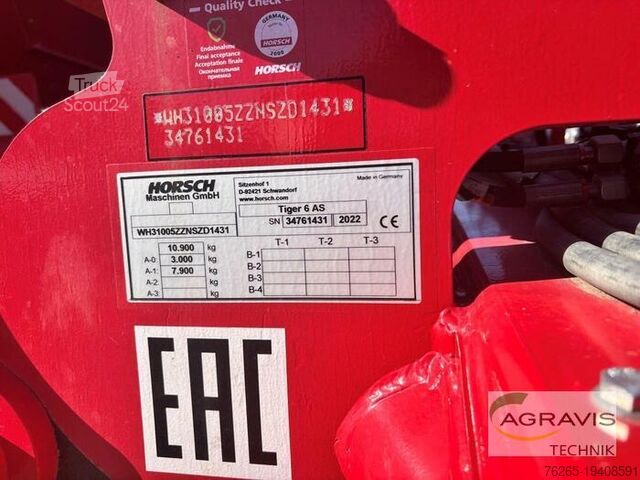 Quality Check
Endabnahme
Final acceptance
Acceptation finale
Окончательная
приемка
GERMANY
HORSCH
Truck
Scout24
*WH31005ZZNSZD1431*
34761431
HORSCH
Maschinen GmbH
Sitzenhof 1
D-92421 Schwandorf
www.horsch.com
Made in Germany
WH31005ZZNSZD1431
Tiger 6 AS
SN 34761431 2022
CE
10.900 kg
A-0: 3.000 kg
A-1: 7.900 kg
A-2: kg
A-3: kg
T-1 T-2 T-3
B-1
B-2
B-3
B-4
EAC
AGRAVIS
TECHNIK
76265-19408591